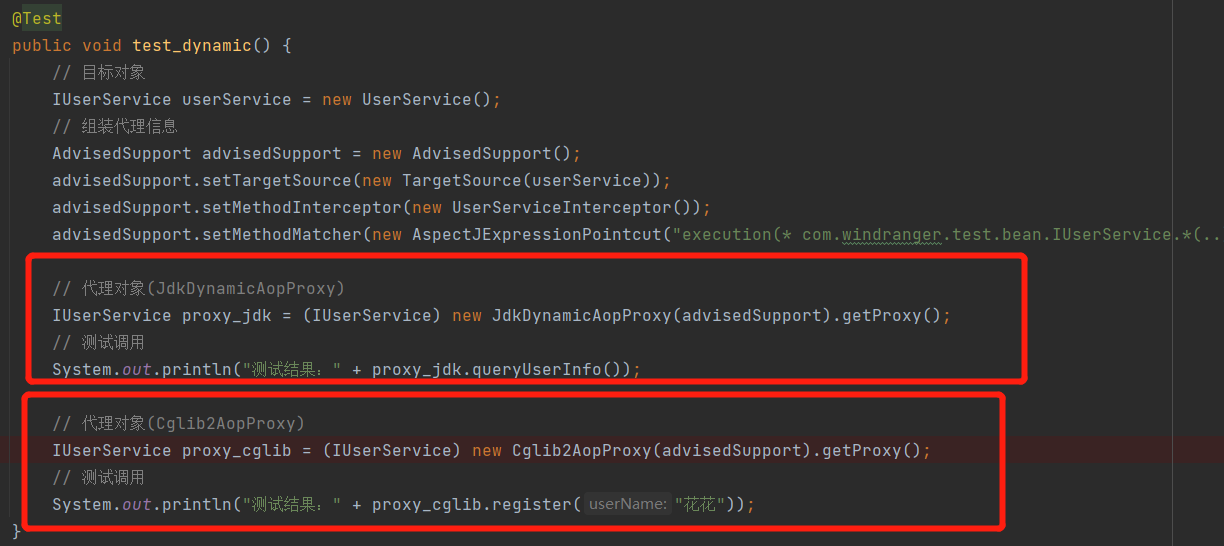 @Test
public void test_dynamic() {
// 目标对象
IUserService userService = new UserService();
// 组装代理信息
AdvisedSupport advisedSupport = new AdvisedSupport();
advisedSupport.setTargetSource(new TargetSource(userService));
advisedSupport.setMethodInterceptor(new UserServiceInterceptor());
advisedSupport.setMethodMatcher(new AspectJExpressionPointcut("execution(* com.windranger.test.bean.IUserService.*(..
// 代理对象(JdkDynamicAopProxy)
IUserService proxy_jdk = (IUserService) new JdkDynamicAopProxy(advisedSupport).getProxy();
// 测试调用
System.out.println("测试结果：" + proxy_jdk.queryUserInfo());
// 代理对象(Cglib2AopProxy)
IUserService proxy_cglib = (IUserService) new Cglib2AopProxy(advisedSupport).getProxy();
// 测试调用
System.out.println("测试结果：" + proxy_cglib.register( userName: "花花"));
}